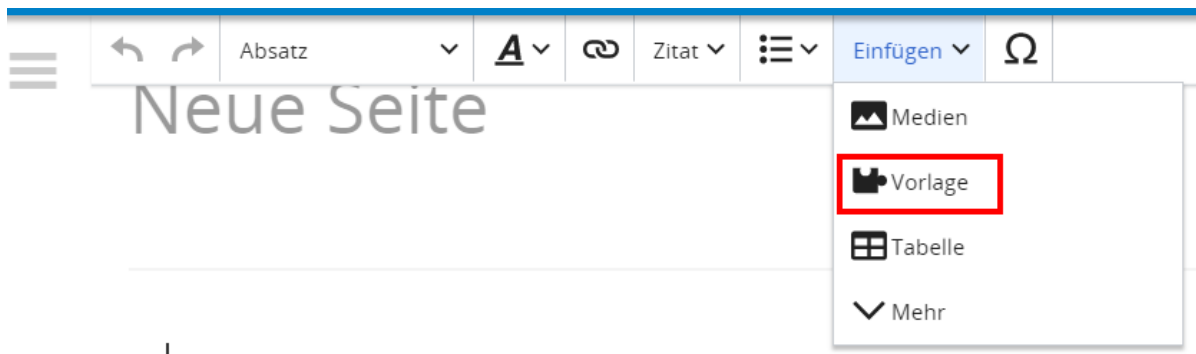 Absatz A Zitat Einfügen Ω
Neue Seite
Medien
Vorlage
Tabelle
Mehr